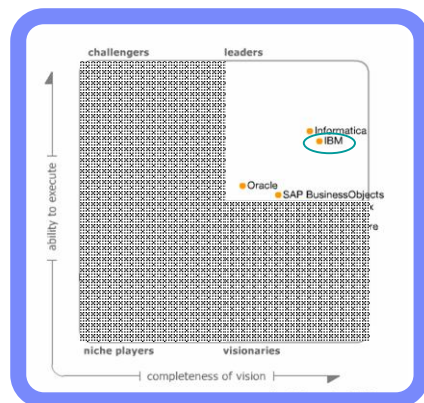 challengers
leaders
Informatica
IBM
Oracle
SAP BusinessObjects
ability to execute
niche players
visionaries
completeness of vision